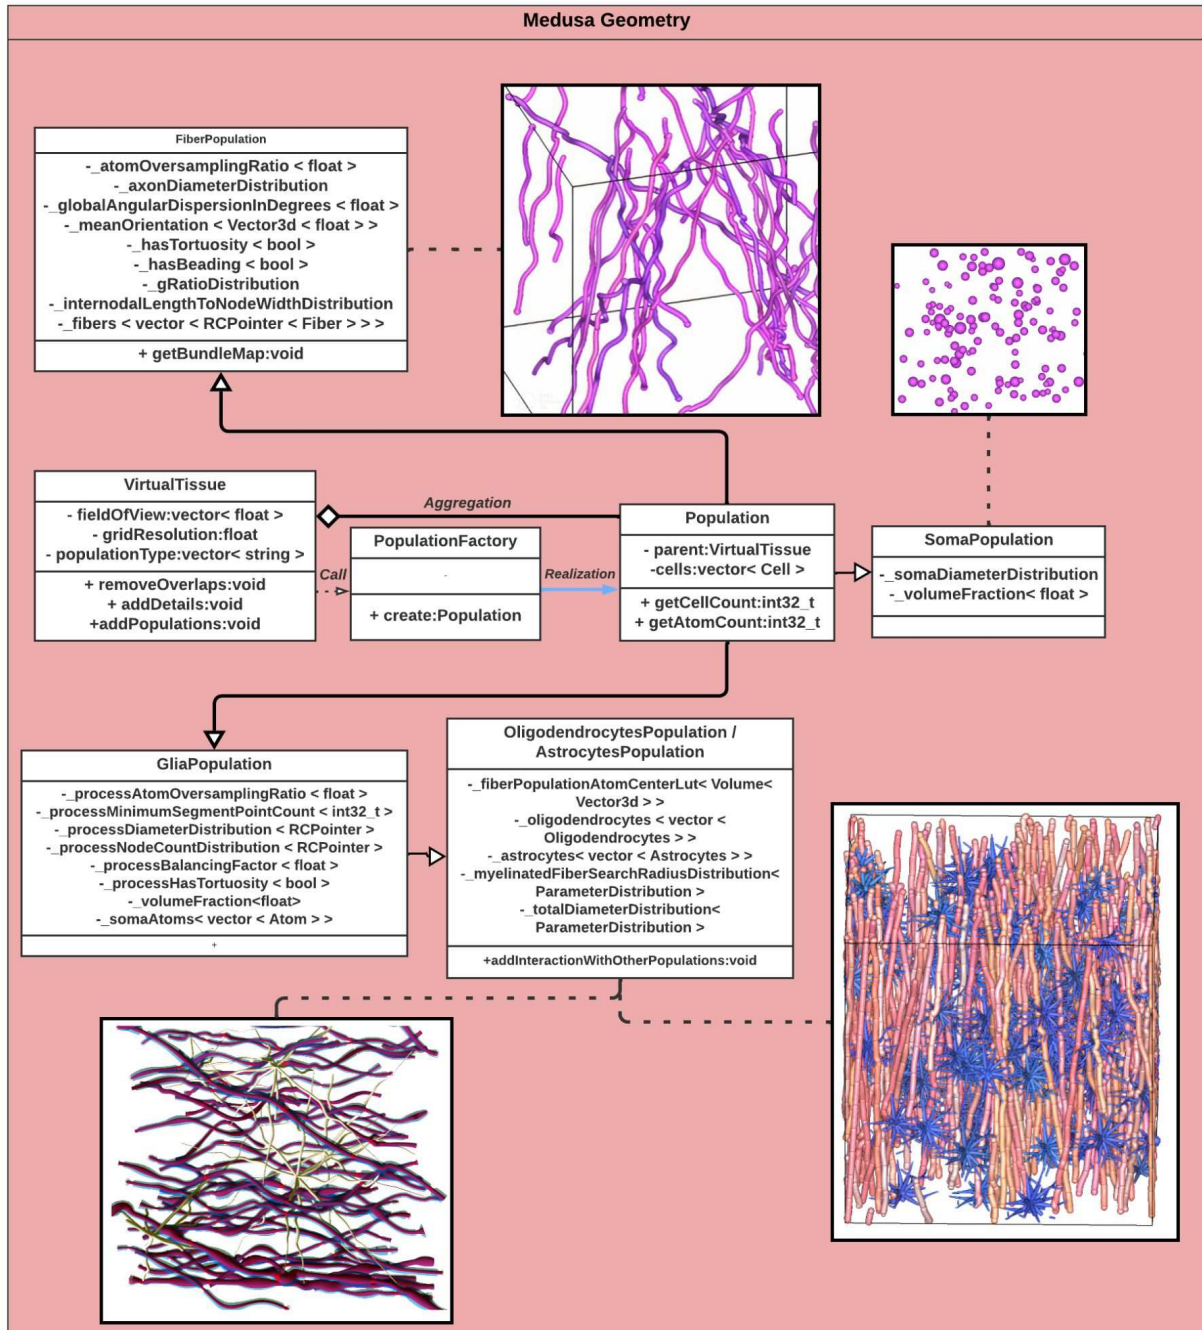 Medusa Geometry
FiberPopulation
-_atomOversamplingRatio < float >
-_axonDiameterDistribution
-_globalAngularDispersionInDegrees < float >
-_meanOrientation < Vector3d < float > >
-_hasTortuosity < bool >
-_hasBeading < bool >
-_gRatioDistribution
-_internodalLengthToNodeWidthDistribution
-_fibers < vector < RCPointer < Fiber > > >
+ getBundleMap:void
VirtualTissue
- fieldOfView:vector< float >
- gridResolution:float
- populationType:vector< string >
+ removeOverlaps:void
+ addDetails:void
+addPopulations:void
Aggregation
Call
PopulationFactory
-
+ create:Population
Realization
Population
- parent:VirtualTissue
-cells:vector< Cell >
+ getCellCount:int32_t
+ getAtomCount:int32_t
SomaPopulation
-_somaDiameterDistribution
-_volumeFraction< float >
GliaPopulation
-_processAtomOversamplingRatio < float >
-_processMinimumSegmentPointCount < int32_t >
-_processDiameterDistribution < RCPointer >
-_processNodeCountDistribution < RCPointer >
-_processBalancingFactor < float >
-_processHasTortuosity < bool >
-_volumeFraction<float>
-_somaAtoms< vector < Atom > >
+
OligodendrocytesPopulation /
AstrocytesPopulation
-_fiberPopulationAtomCenterLut< Volume<
Vector3d > >
-_oligodendrocytes < vector <
Oligodendrocytes > >
-_astrocytes< vector < Astrocytes > >
-_myelinatedFiberSearchRadiusDistribution<
ParameterDistribution >
-_totalDiameterDistribution<
ParameterDistribution >
+addInteractionWithOtherPopulations:void